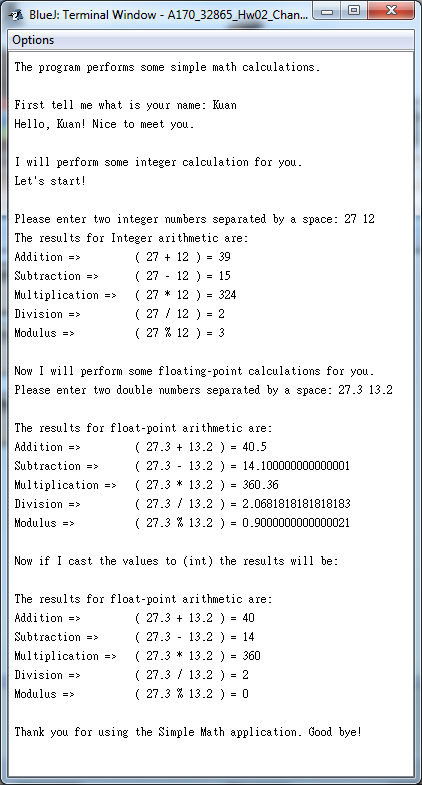 BlueJ: Terminal Window - A170_32865_Hw02_Chan...
Options
The program performs some simple math calculations.
First tell me what is your name: Kuan
Hello, Kuan! Nice to meet you.
I will perform some integer calculation for you.
Let's start!
Please enter two integer numbers separated by a space: 27 12
The results for Integer arithmetic are:
Addition => ( 27 + 12 ) = 39
Subtraction => ( 27 - 12 ) = 15
Multiplication => ( 27 * 12 ) = 324
Division => ( 27 / 12 ) = 2
Modulus => ( 27 % 12 ) = 3
Now I will perform some floating-point calculations for you.
Please enter two double numbers separated by a space: 27.3 13.2
The results for float-point arithmetic are:
Addition => ( 27.3 + 13.2 ) = 40.5
Subtraction => ( 27.3 - 13.2 ) = 14.100000000000001
Multiplication => ( 27.3 * 13.2 ) = 360.36
Division => ( 27.3 / 13.2 ) = 2.0681818181818183
Modulus => ( 27.3 % 13.2 ) = 0.9000000000000021
Now if I cast the values to (int) the results will be:
The results for float-point arithmetic are:
Addition => ( 27.3 + 13.2 ) = 40
Subtraction => ( 27.3 - 13.2 ) = 14
Multiplication => ( 27.3 * 13.2 ) = 360
Division => ( 27.3 / 13.2 ) = 2
Modulus => ( 27.3 % 13.2 ) = 0
Thank you for using the Simple Math application. Good bye!